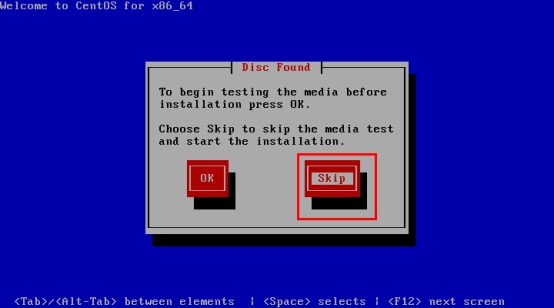 Welcome to CentOS for x86_64
Disc Found
To begin testing the media before
installation press OK.
Choose Skip to skip the media test
and start the installation.
OK
Skip
<Tab>/<Alt-Tab> between elements | <Space> selects | <F12> next screen